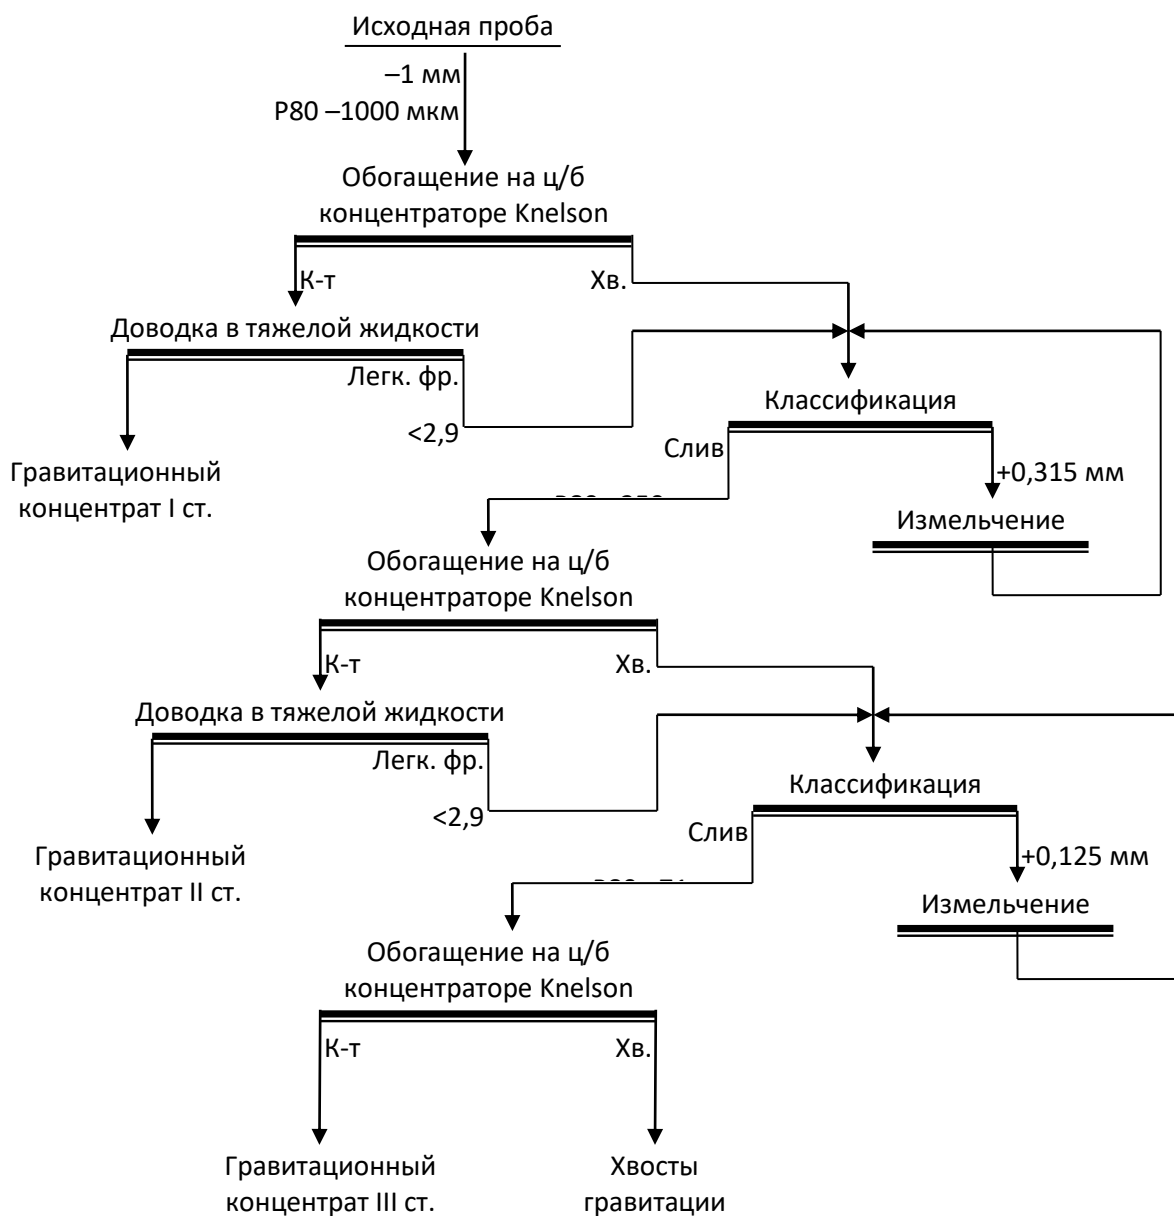 Исходная проба
–1 мм
P80 –1000 мкм
Обогащение на ц/б
концентраторе Knelson
К-т
Хв.
Доводка в тяжелой жидкости
Легк. фр.
<2,9
Гравитационный
концентрат I ст.
Классификация
Слив
+0,315 мм
Измельчение
Обогащение на ц/б
концентраторе Knelson
К-т
Хв.
Доводка в тяжелой жидкости
Легк. фр.
<2,9
Гравитационный
концентрат II ст.
Классификация
Слив
+0,125 мм
Измельчение
Обогащение на ц/б
концентраторе Knelson
К-т
Хв.
Гравитационный
концентрат III ст.
Хвосты
гравитации